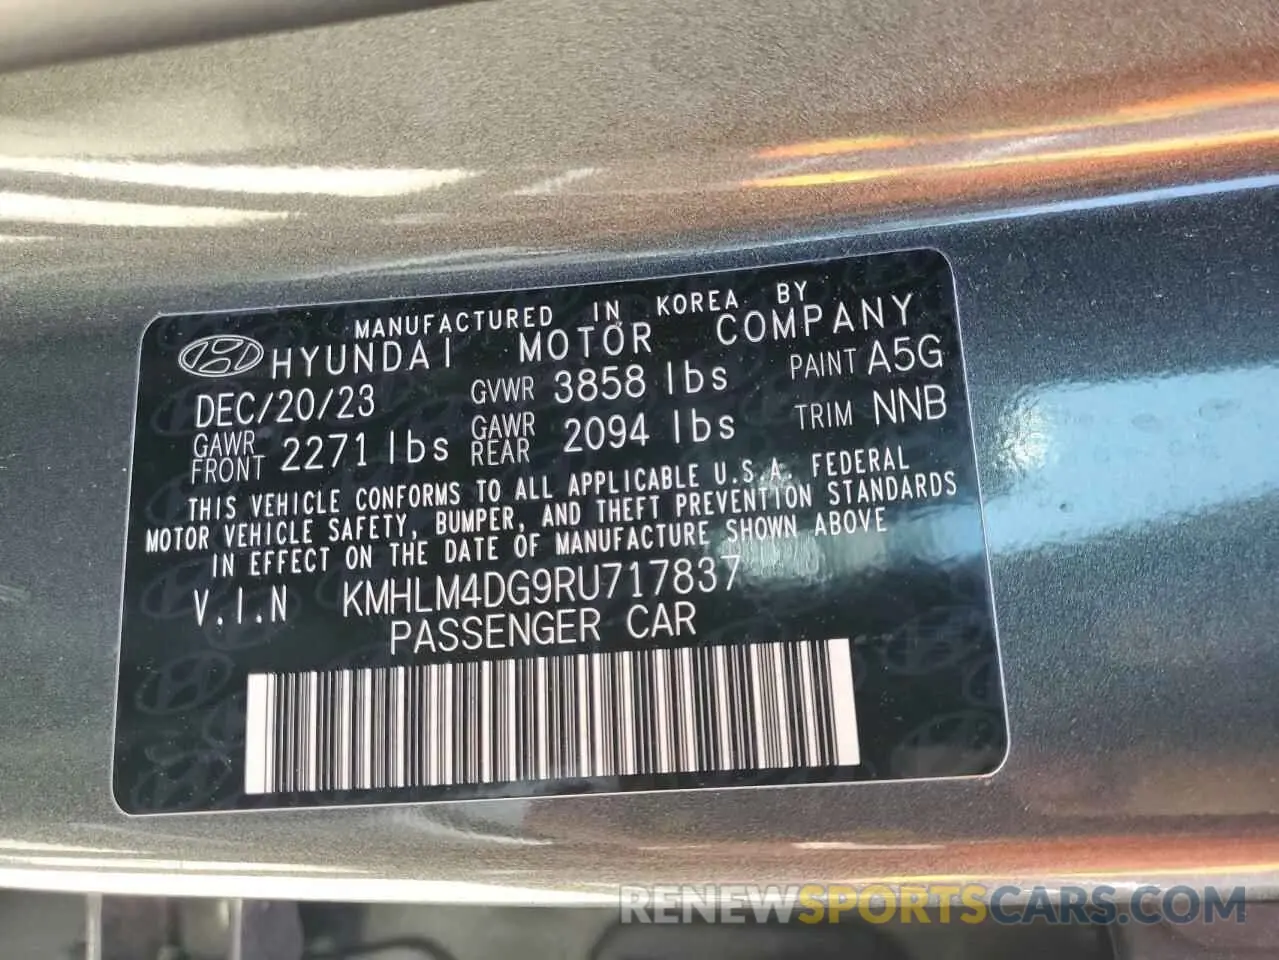 MANUFACTURED IN KOREA BY
HYUNDAI MOTOR COMPANY
DEC/20/23 GVWR 3858 lbs PAINT A5G
GAWR FRONT 2271 lbs GAWR REAR 2094 lbs TRIM NNB
THIS VEHICLE CONFORMS TO ALL APPLICABLE U.S.A. FEDERAL
MOTOR VEHICLE SAFETY, BUMPER, AND THEFT PREVENTION STANDARDS
IN EFFECT ON THE DATE OF MANUFACTURE SHOWN ABOVE
V.I.N KMHLM4DG9RU717837
PASSENGER CAR
RENEWSPORTSCARS.COM